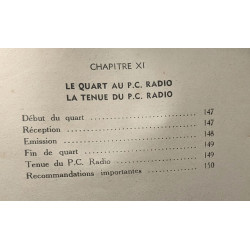 CHAPITRE XI
LE QUART AU P.C. RADIO
LA TENUE DU P.C. RADIO
Début du quart .................... 147
Réception .................... 147
Emission .................... 148
Fin de quart .................... 149
Tenue du P.C. Radio .................... 149
Recommandations importantes .................... 150